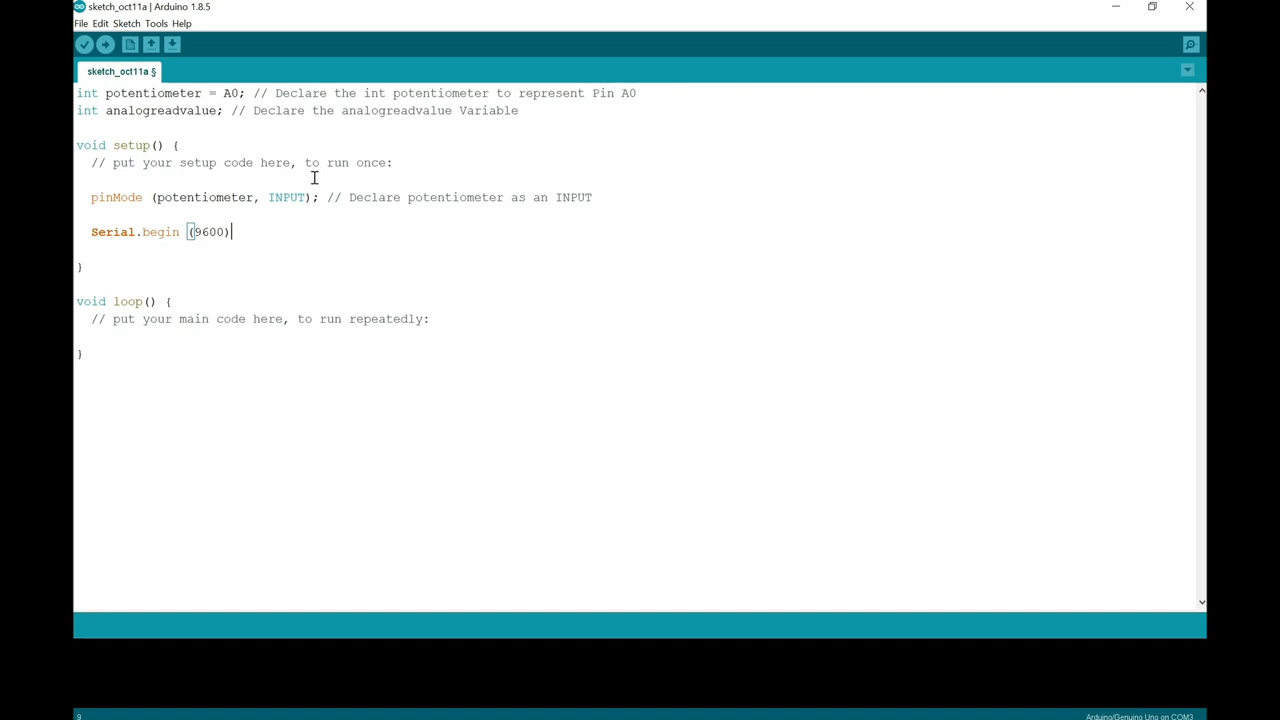 sketch_oct11a | Arduino 1.8.5
File Edit Sketch Tools Help
sketch_oct11a §
int potentiometer = A0; // Declare the int potentiometer to represent Pin A0
int analogreadvalue; // Declare the analogreadvalue Variable
void setup() {
// put your setup code here, to run once:
pinMode (potentiometer, INPUT); // Declare potentiometer as an INPUT
Serial.begin (9600)
}
void loop() {
// put your main code here, to run repeatedly:
}
9
Arduino/Genuino Uno on COM3